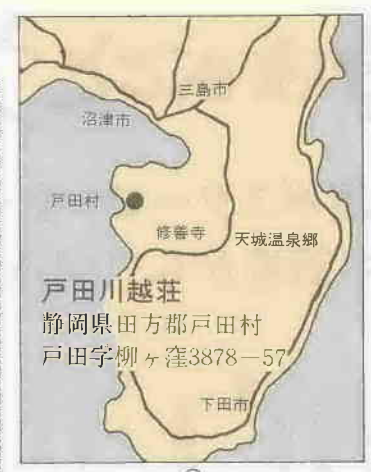 三島市
沼津市
戸田村
修善寺
天城温泉郷
戸田川越荘
静岡県田方郡戸田村
戸田字柳ヶ窪3878－57
下田市